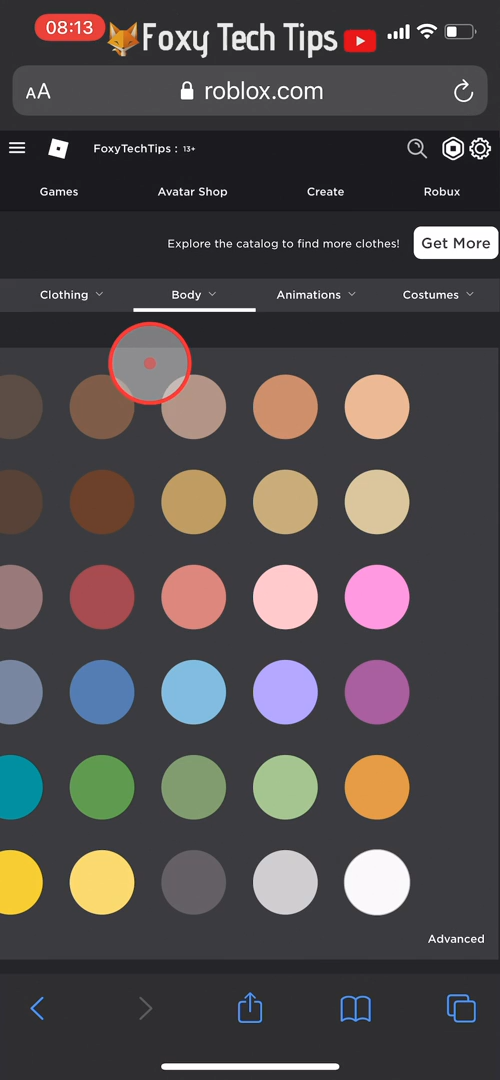 08:13
Foxy Tech Tips
AA roblox.com
FoxyTechTips : 13+
Games Avatar Shop Create Robux
Explore the catalog to find more clothes! Get More
Clothing Body Animations Costumes
Advanced